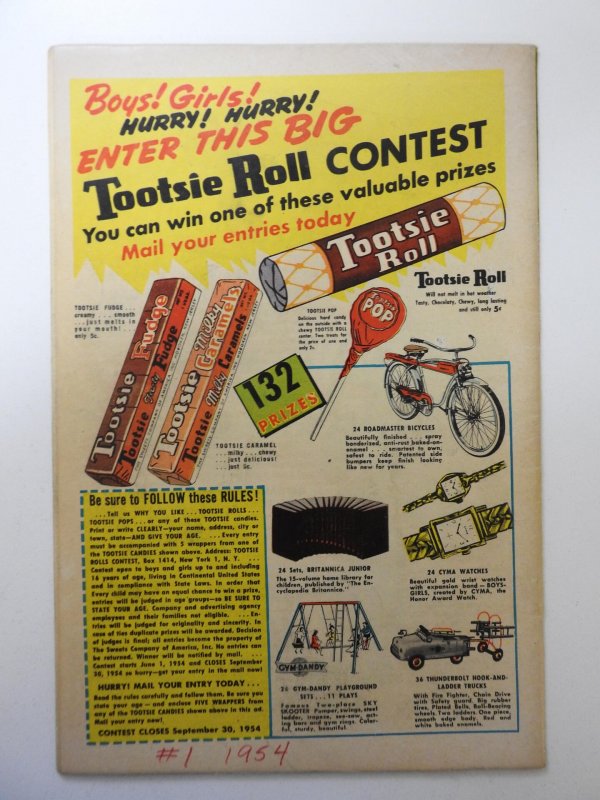 Boys! Girls!
HURRY! HURRY!
ENTER THIS BIG
Tootsie Roll CONTEST
You can win one of these valuable prizes
Mail your entries today
Tootsie
Roll
Tootsie Roll
Will not melt in hot weather
Tasty, Chocolaty, Chewy, long lasting
and still only 5¢
TOOTSIE FUDGE...
creamy ... smooth
...just melts in
your mouth!
only 5c.
Tootsie Fudge
Tootsie Fudge
Tootsie Milky Caramels
Tootsie Milky Caramels
TOOTSIE POP
Delicious hard candy
on the outside with a
chewy TOOTSIE ROLL
center. Two treats for
the price of one and
only 2c.
POP
132
PRIZES
TOOTSIE CARAMEL
...milky...chewy
...just delicious!
...just 5c.
24 ROADMASTER BICYCLES
Beautifully finished . . . spray
bonderized, anti-rust baked-on-
enamel . . . smartest to own,
safest to ride. Patented side
bumpers keep finish looking
like new for years.
Be sure to FOLLOW these RULES!
. . . Tell us WHY YOU LIKE . . . TOOTSIE ROLLS . . .
TOOTSIE POPS . . . or any of these TOOTSIE candies.
Print or write CLEARLY—your name, address, city or
town, state—AND GIVE YOUR AGE. . . . Every entry
must be accompanied with 5 wrappers from one of
the TOOTSIE CANDIES shown above. Address: TOOTSIE
ROLLS CONTEST, Box 1414, New York 1, N. Y. . . .
Contest open to boys and girls up to and including
16 years of age, living in Continental United States
and in compliance with State Laws. In order that
Every child may have an equal chance to win a prize,
entries will be judged in age groups—so BE SURE TO
STATE YOUR AGE. Company and advertising agency
employees and their families not eligible. . . . En-
tries will be judged for originality and sincerity. In
case of ties duplicate prizes will be awarded. Decision
of judges is final; all entries become the property of
The Sweets Company of America, Inc. No entries can
be returned. Winner will be notified by mail. . . .
Contest starts June 1, 1954 and CLOSES September
30, 1954 so hurry—get your entry in the mail now!
HURRY! MAIL YOUR ENTRY TODAY . . .
Read the rules carefully and follow them. Be sure you
state your age — and enclose FIVE WRAPPERS from
any of the TOOTSIE CANDIES shown above in this ad.
Mail your entry now!
CONTEST CLOSES September 30, 1954
24 Sets, BRITANNICA JUNIOR
The 15-volume home library for
children, published by "The En-
cyclopedia Britannica."
24 CYMA WATCHES
Beautiful gold wrist watches
with expansion band — BOYS-
GIRLS, created by CYMA, the
Honor Award Watch.
GYM-DANDY
24 GYM-DANDY PLAYGROUND
SETS . . . 11 PLAYS
Famous Two-place SKY
SKOOTER Pumper, swings, steel
ladder, trapeze, see-saw, act-
ing bars and gym rings. Color-
ful, sturdy, beautiful.
36 THUNDERBOLT HOOK-AND-
LADDER TRUCKS
With Fire Fighter, Chain Drive
with Safety guard. Big rubber
tires, Plated Bells, Roll-Bearing
wheels, Two ladders. One piece,
smooth edge body. Red and
white baked enamels.
#1 1954